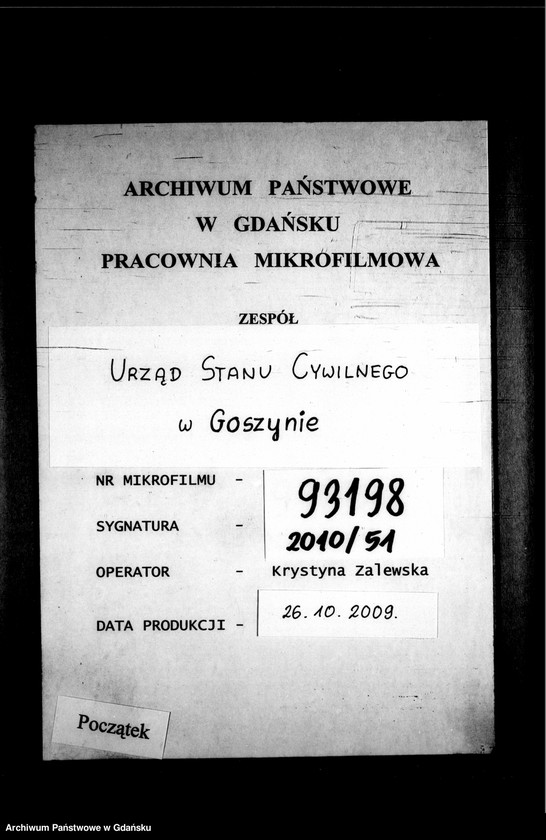 ARCHIWUM PAŃSTWOWE
W GDAŃSKU
PRACOWNIA MIKROFILMOWA
ZESPÓŁ
URZĄD STANU CYWILNEGO
w Goszynie
NR MIKROFILMU - 93198
SYGNATURA - 2010/51
OPERATOR - Krystyna Zalewska
DATA PRODUKCJI - 26.10.2009.
Początek
Archiwum Państwowe w Gdańsku